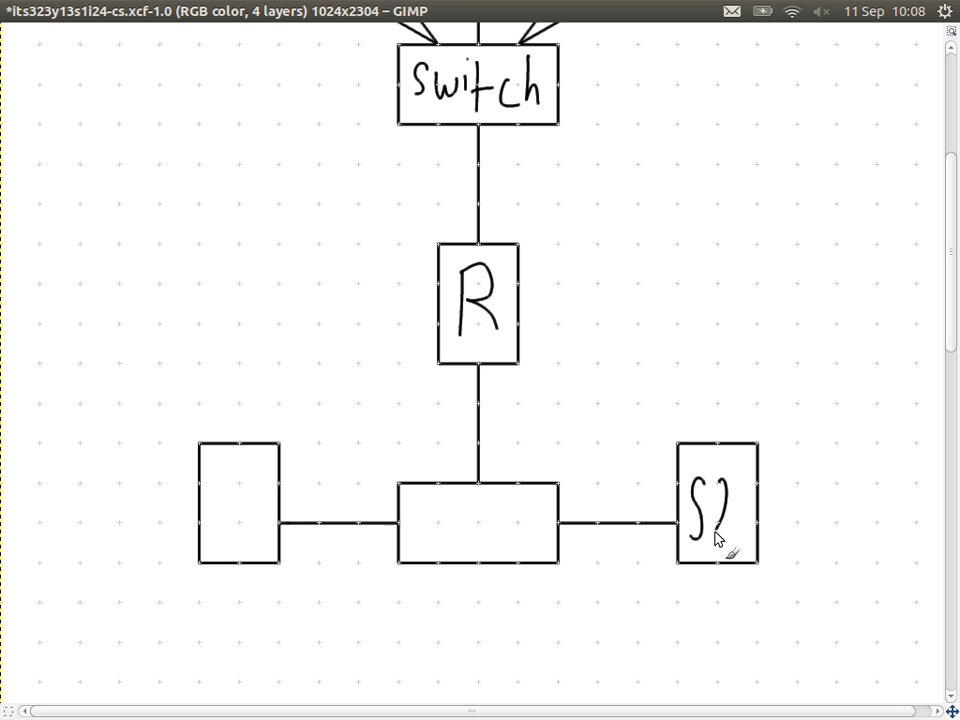 *its323y13s1i24-cs.xcf-1.0 (RGB color, 4 layers) 1024x2304 – GIMP
11 Sep 10:08
Switch
R